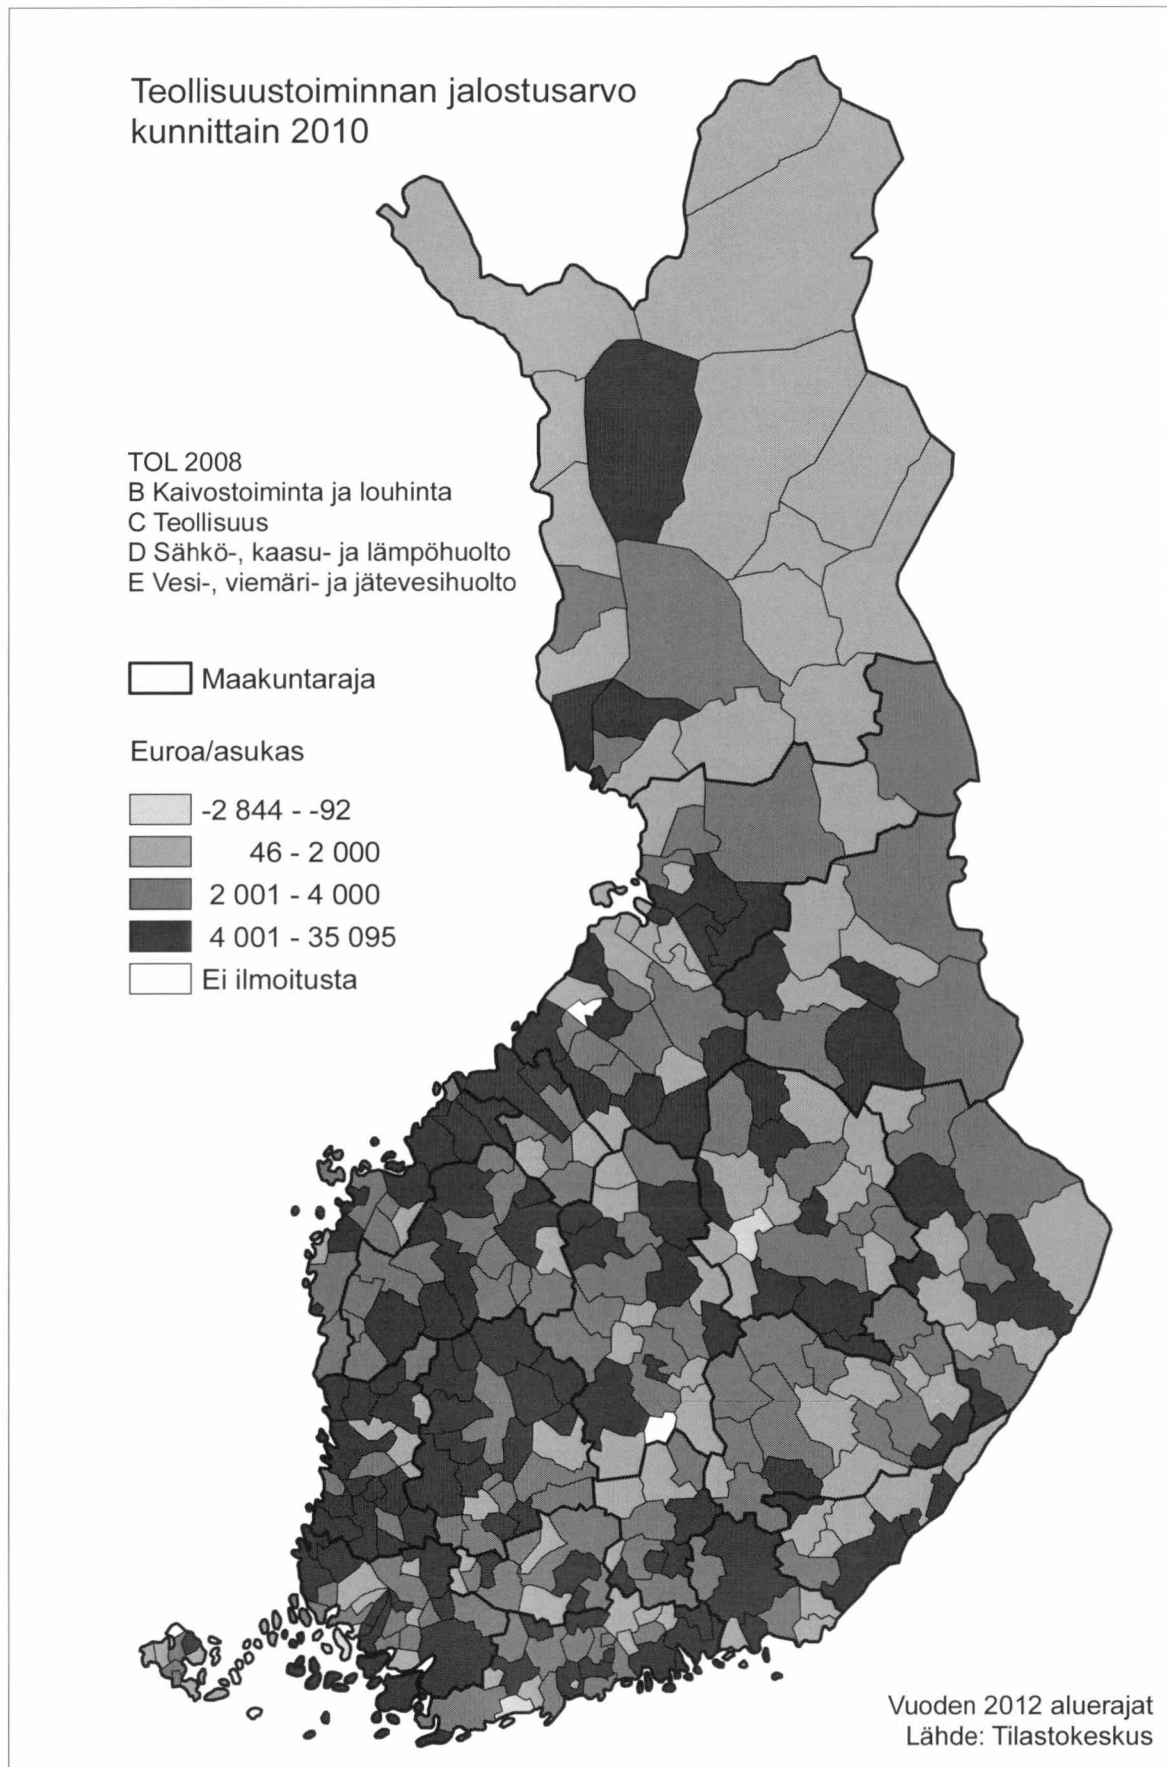 Teollisuustoiminnan jalostusarvo
kunnittain 2010
TOL 2008
B Kaivostoiminta ja louhinta
C Teollisuus
D Sähkö-, kaasu- ja lämpöhuolto
E Vesi-, viemäri- ja jätevesihuolto
Maakuntaraja
Euroa/asukas
-2 844 - -92
46 - 2 000
2 001 - 4 000
4 001 - 35 095
Ei ilmoitusta
Vuoden 2012 aluerajat
Lähde: Tilastokeskus